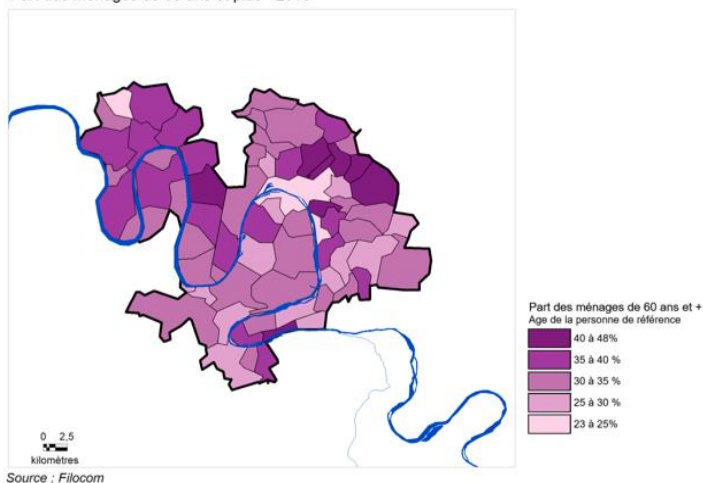 Part des ménages de 60 ans et +
Age de la personne de référence
40 à 48%
35 à 40 %
30 à 35 %
25 à 30 %
23 à 25%
0 2,5
kilomètres
Source : Filocom